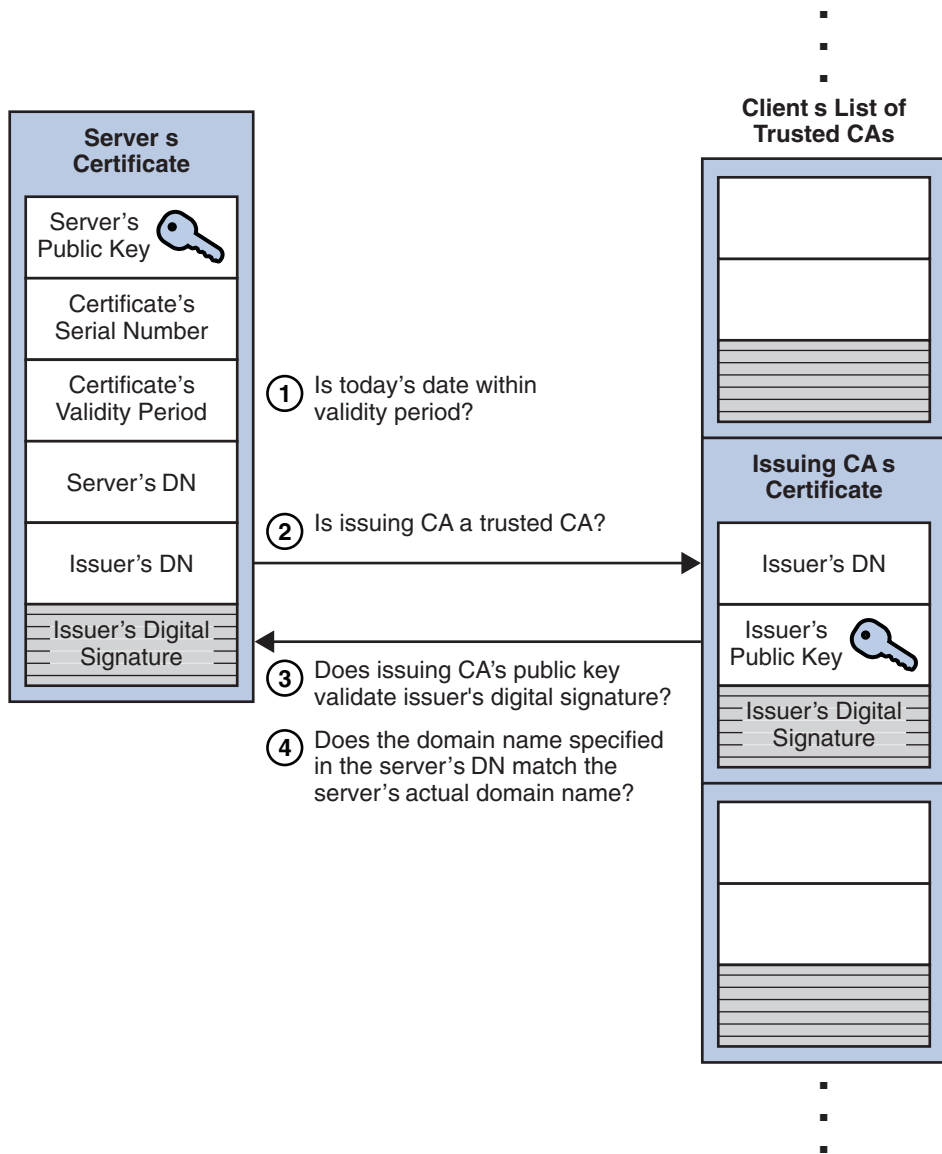 Server s
Certificate
Server’s
Public Key
Certificate’s
Serial Number
Certificate’s
Validity Period
Server’s DN
Issuer’s DN
Issuer’s Digital
Signature
1 Is today’s date within
validity period?
2 Is issuing CA a trusted CA?
3 Does issuing CA’s public key
validate issuer's digital signature?
4 Does the domain name specified
in the server’s DN match the
server’s actual domain name?
Client s List of
Trusted CAs
Issuing CA s
Certificate
Issuer’s DN
Issuer’s
Public Key
Issuer’s Digital
Signature